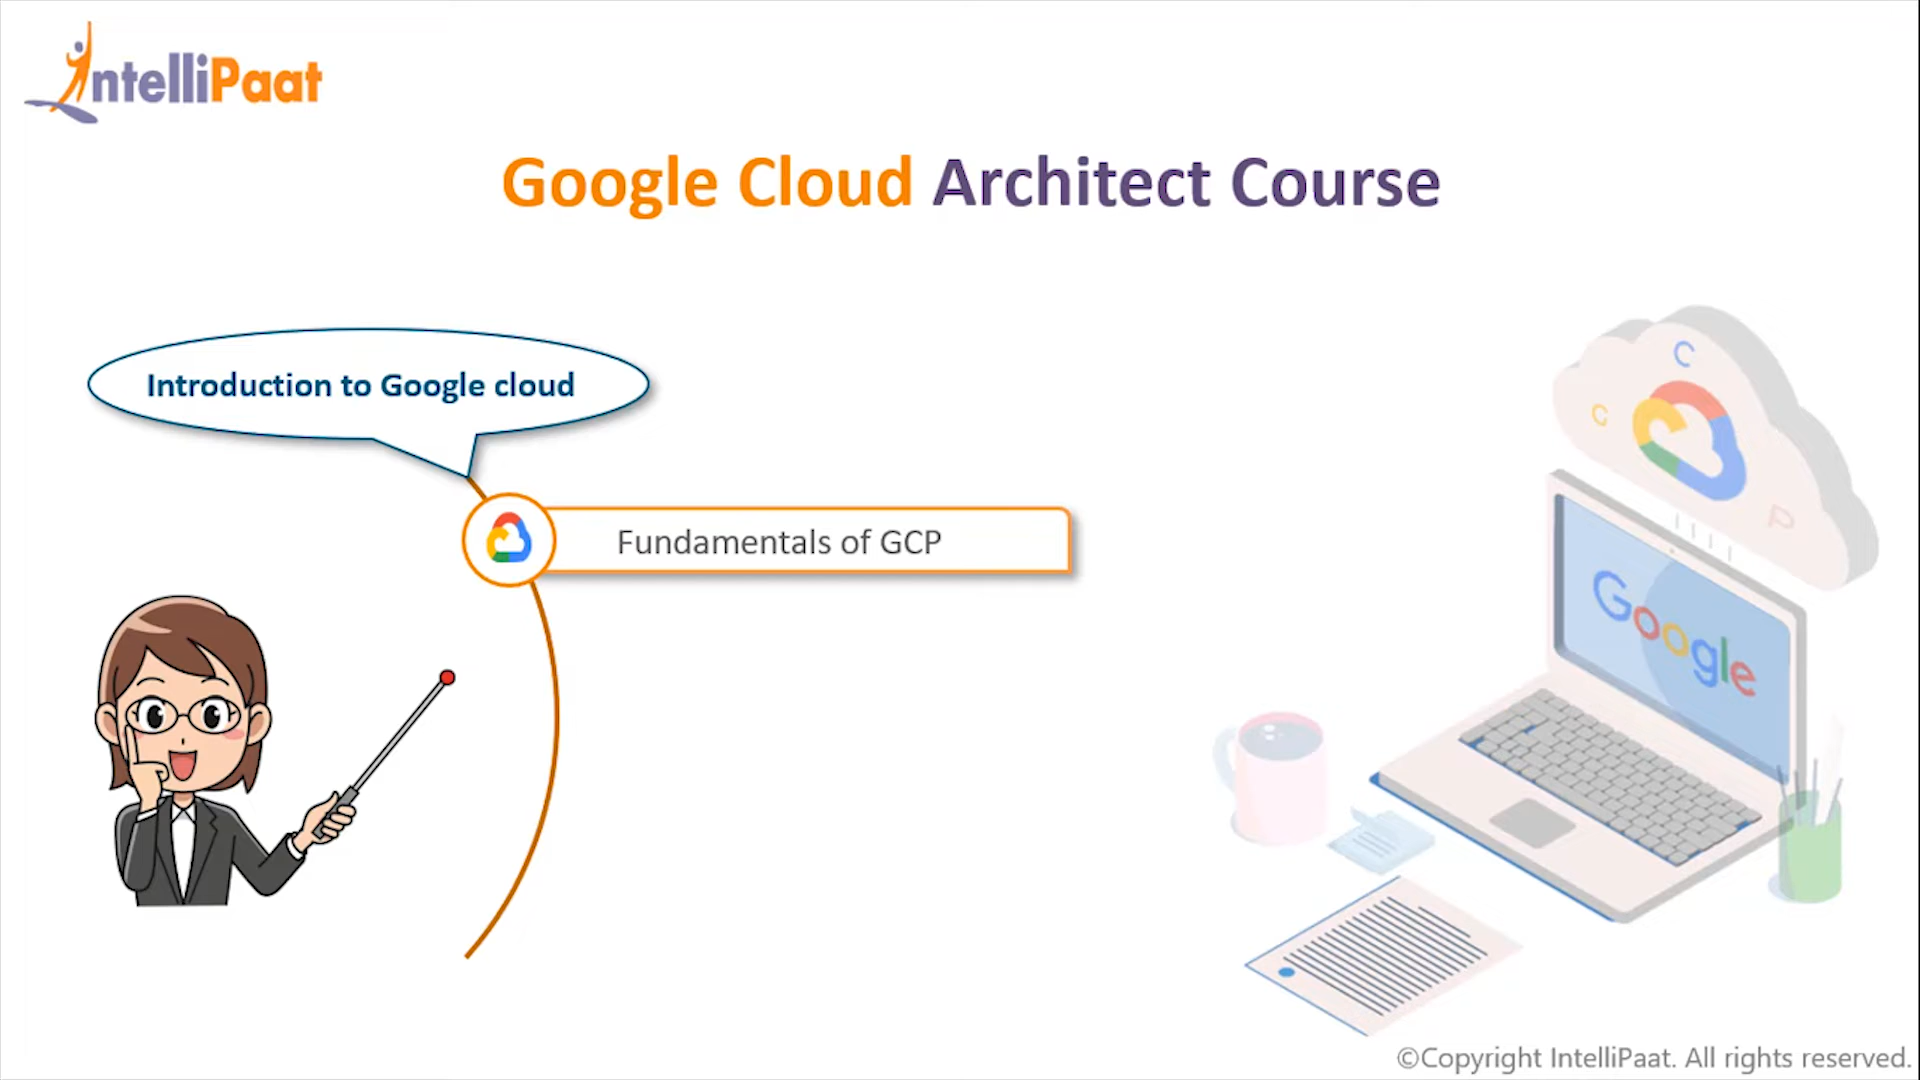 IntelliPaat
Google Cloud Architect Course
Introduction to Google cloud
Fundamentals of GCP
C
C
P
Google
©Copyright IntelliPaat. All rights reserved.